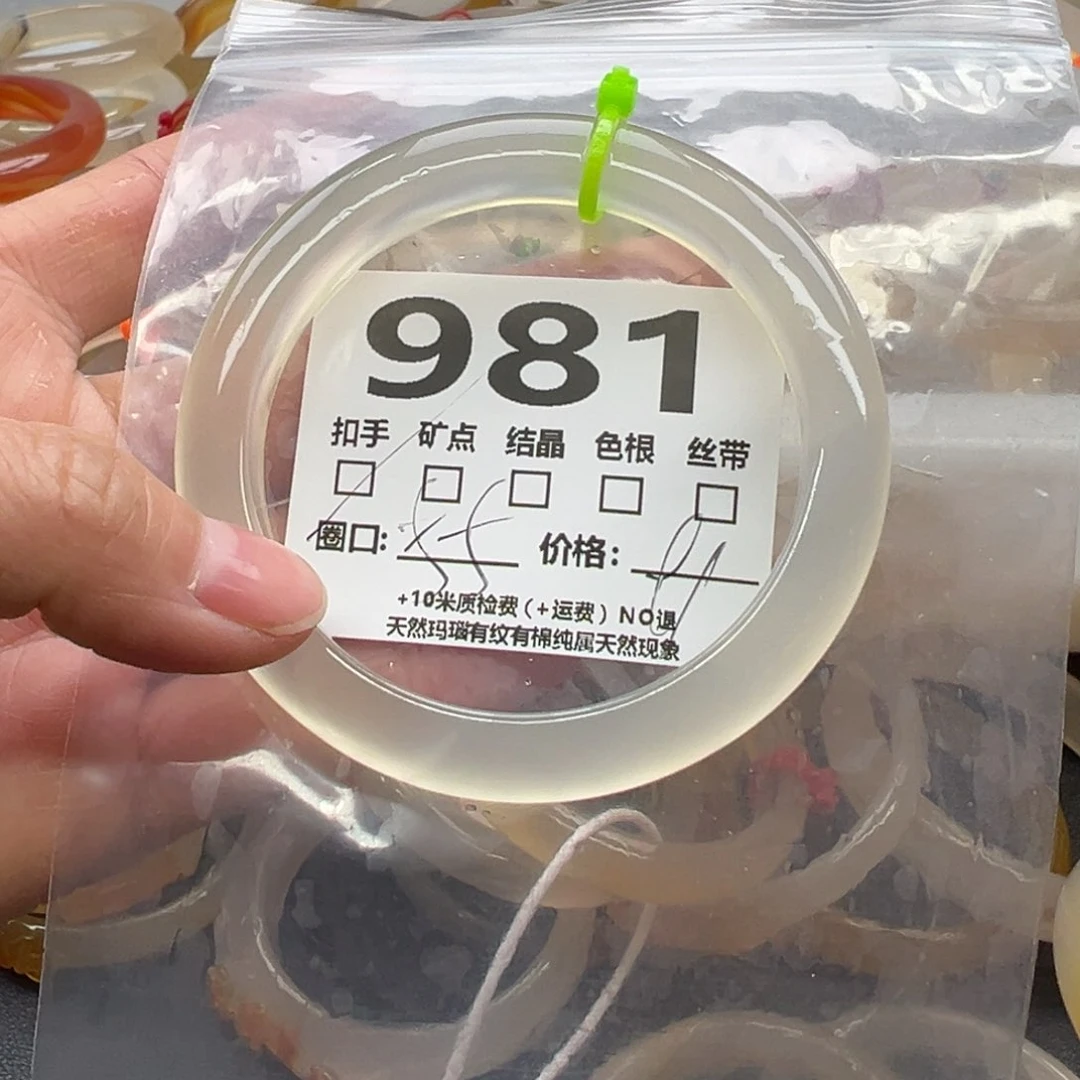 981
扣手 矿点 结晶 色根 丝带
圈口: 价格:
+10米质检费(+运费) NO退
天然玛瑙有纹有棉纯属天然现象